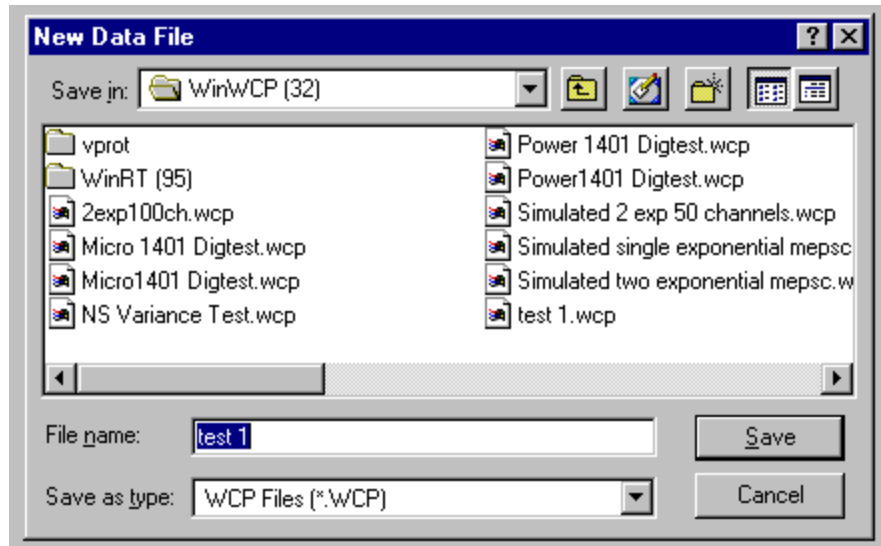 New Data File
Save in: WinWCP (32)
vprot
WinRT (95)
2exp100ch.wcp
Micro 1401 Digtest.wcp
Micro1401 Digtest.wcp
NS Variance Test.wcp
Power 1401 Digtest.wcp
Power1401 Digtest.wcp
Simulated 2 exp 50 channels.wcp
Simulated single exponential mepsc
Simulated two exponential mepsc.w
test 1.wcp
File name: test 1
Save
Save as type: WCP Files (*.WCP)
Cancel